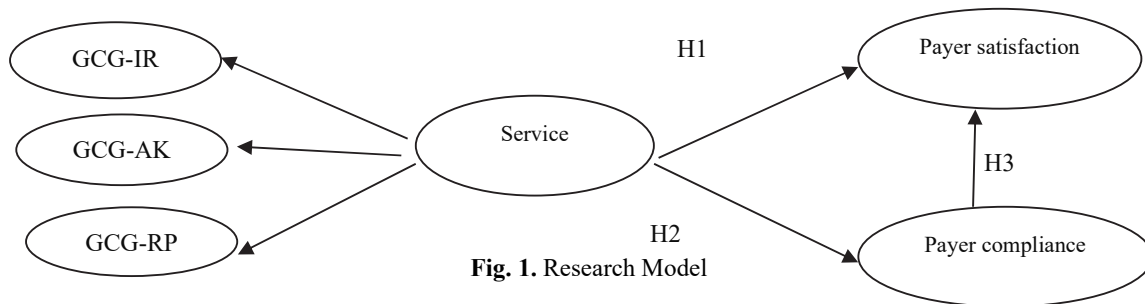 GCG-IR
GCG-AK
GCG-RP
Service
H1
H2
Payer satisfaction
H3
Payer compliance
Fig. 1. Research Model